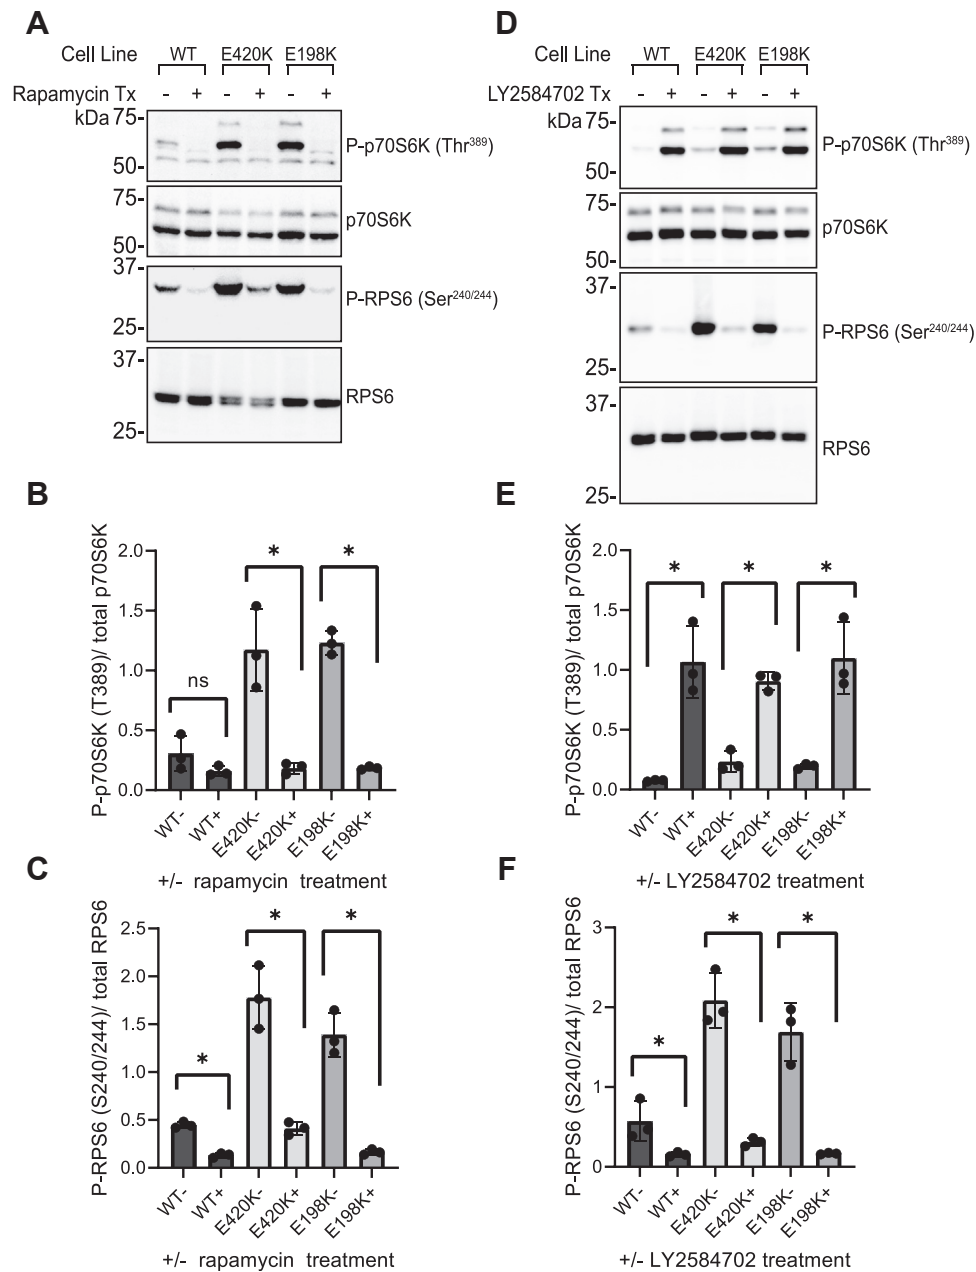 A
Cell Line WT E420K E198K
Rapamycin Tx - + - + - +
kDa 75-
P-p70S6K (Thr389)
50-
75-
p70S6K
50-
37-
P-RPS6 (Ser240/244)
25-
37-
RPS6
25-
D
Cell Line WT E420K E198K
LY2584702 Tx - + - + - +
kDa 75-
P-p70S6K (Thr389)
50-
75-
p70S6K
50-
37-
P-RPS6 (Ser240/244)
25-
37-
RPS6
25-
B
P-p70S6K (T389)/ total p70S6K
2.0
1.5
1.0
0.5
0.0
ns * *
WT- WT+ E420K- E420K+ E198K- E198K+
+/- rapamycin treatment
E
P-p70S6K (T389)/ total p70S6K
2.0
1.5
1.0
0.5
0.0
* * *
WT- WT+ E420K- E420K+ E198K- E198K+
+/- LY2584702 treatment
C
P-RPS6 (S240/244)/ total RPS6
2.5
2.0
1.5
1.0
0.5
0.0
* * *
WT- WT+ E420K- E420K+ E198K- E198K+
+/- rapamycin treatment
F
P-RPS6 (S240/244)/ total RPS6
3
2
1
0
* * *
WT- WT+ E420K- E420K+ E198K- E198K+
+/- LY2584702 treatment